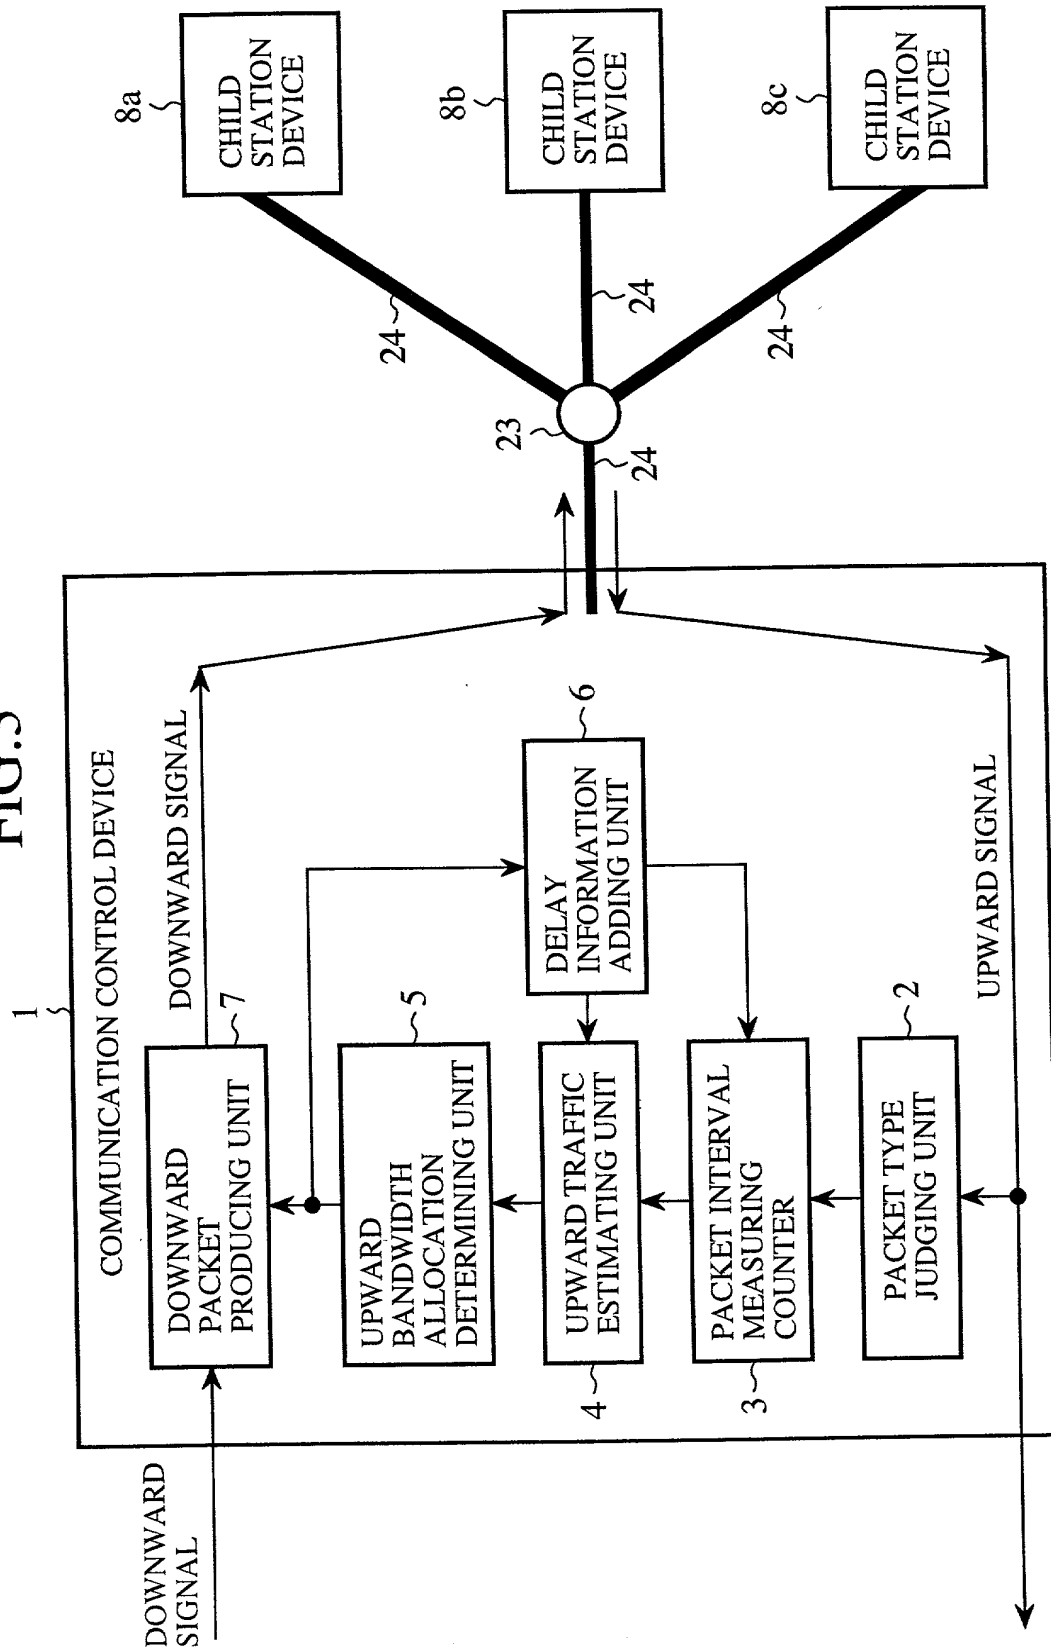 FIG.
1
COMMUNICATION CONTROL DEVICE
DOWNWARD
SIGNAL
DOWNWARD
PACKET
PRODUCING UNIT
7
DOWNWARD SIGNAL
UPWARD
BANDWIDTH
ALLOCATION
DETERMINING UNIT
5
UPWARD TRAFFIC
ESTIMATING UNIT
4
DELAY
INFORMATION
ADDING UNIT
6
PACKET INTERVAL
MEASURING
COUNTER
3
PACKET TYPE
JUDGING UNIT
2
UPWARD SIGNAL
23
24
24
24
24
8a
CHILD
STATION
DEVICE
8b
CHILD
STATION
DEVICE
8c
CHILD
STATION
DEVICE